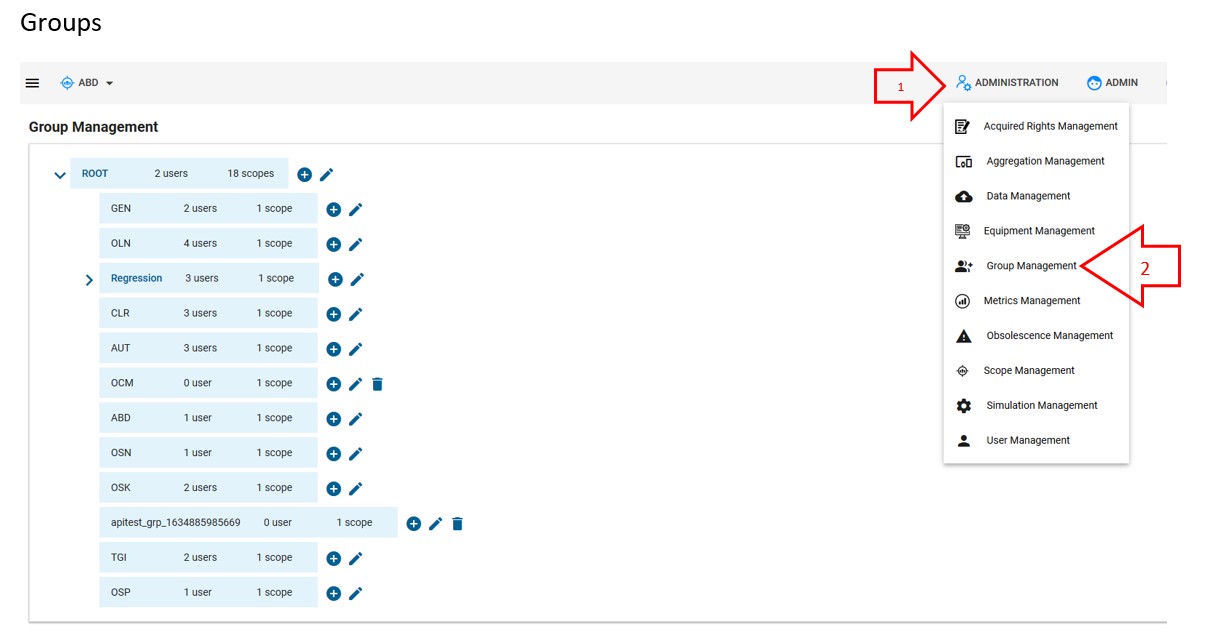 Groups
ABD
1
ADMINISTRATION
ADMIN
Group Management
Acquired Rights Management
Aggregation Management
Data Management
Equipment Management
Group Management
2
Metrics Management
Obsolescence Management
Scope Management
Simulation Management
User Management
ROOT 2 users 18 scopes
GEN 2 users 1 scope
OLN 4 users 1 scope
Regression 3 users 1 scope
CLR 3 users 1 scope
AUT 3 users 1 scope
OCM 0 user 1 scope
ABD 1 user 1 scope
OSN 1 user 1 scope
OSK 2 users 1 scope
apitest_grp_1634885985669 0 user 1 scope
TGI 2 users 1 scope
OSP 1 user 1 scope